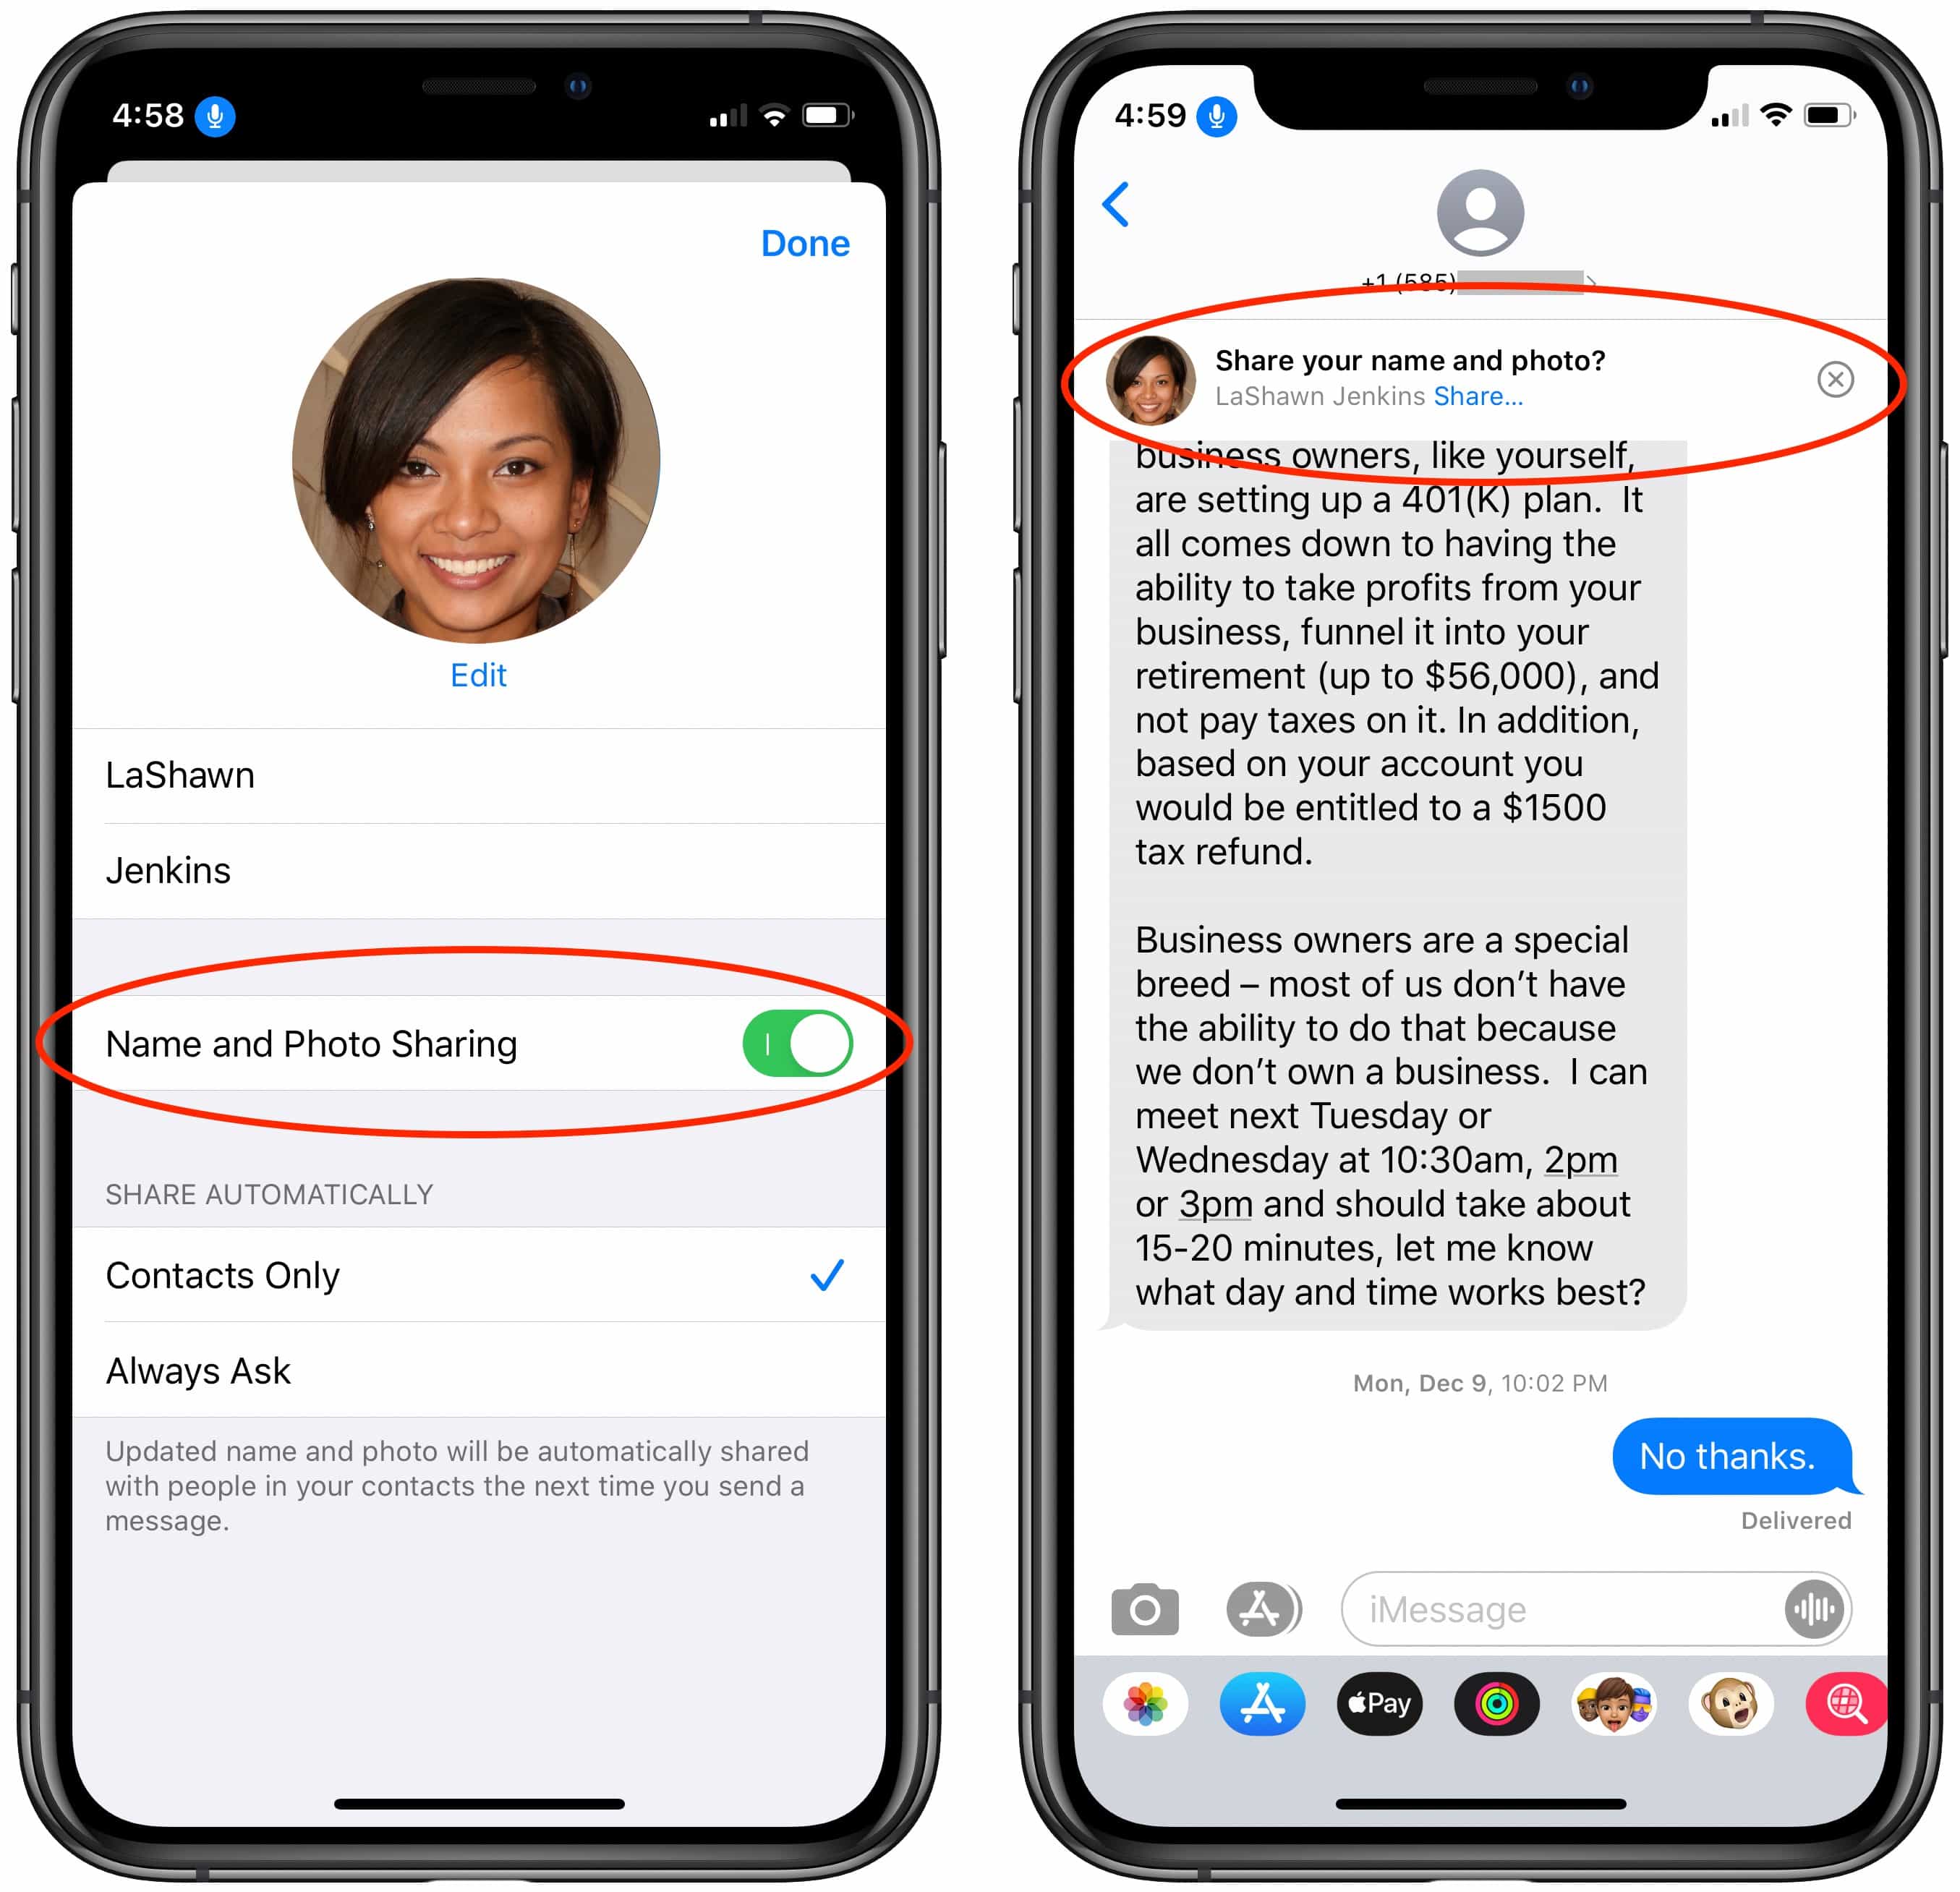 4:58
Done
Edit
LaShawn
Jenkins
Name and Photo Sharing
SHARE AUTOMATICALLY
Contacts Only
Always Ask
Updated name and photo will be automatically shared
with people in your contacts the next time you send a
message.
4:59
+1 (585)
Share your name and photo?
LaShawn Jenkins Share...
business owners, like yourself,
are setting up a 401(K) plan.  It
all comes down to having the
ability to take profits from your
business, funnel it into your
retirement (up to $56,000), and
not pay taxes on it. In addition,
based on your account you
would be entitled to a $1500
tax refund.
Business owners are a special
breed – most of us don’t have
the ability to do that because
we don’t own a business.  I can
meet next Tuesday or
Wednesday at 10:30am, 2pm
or 3pm and should take about
15-20 minutes, let me know
what day and time works best?
Mon, Dec 9, 10:02 PM
No thanks.
Delivered
iMessage
Pay